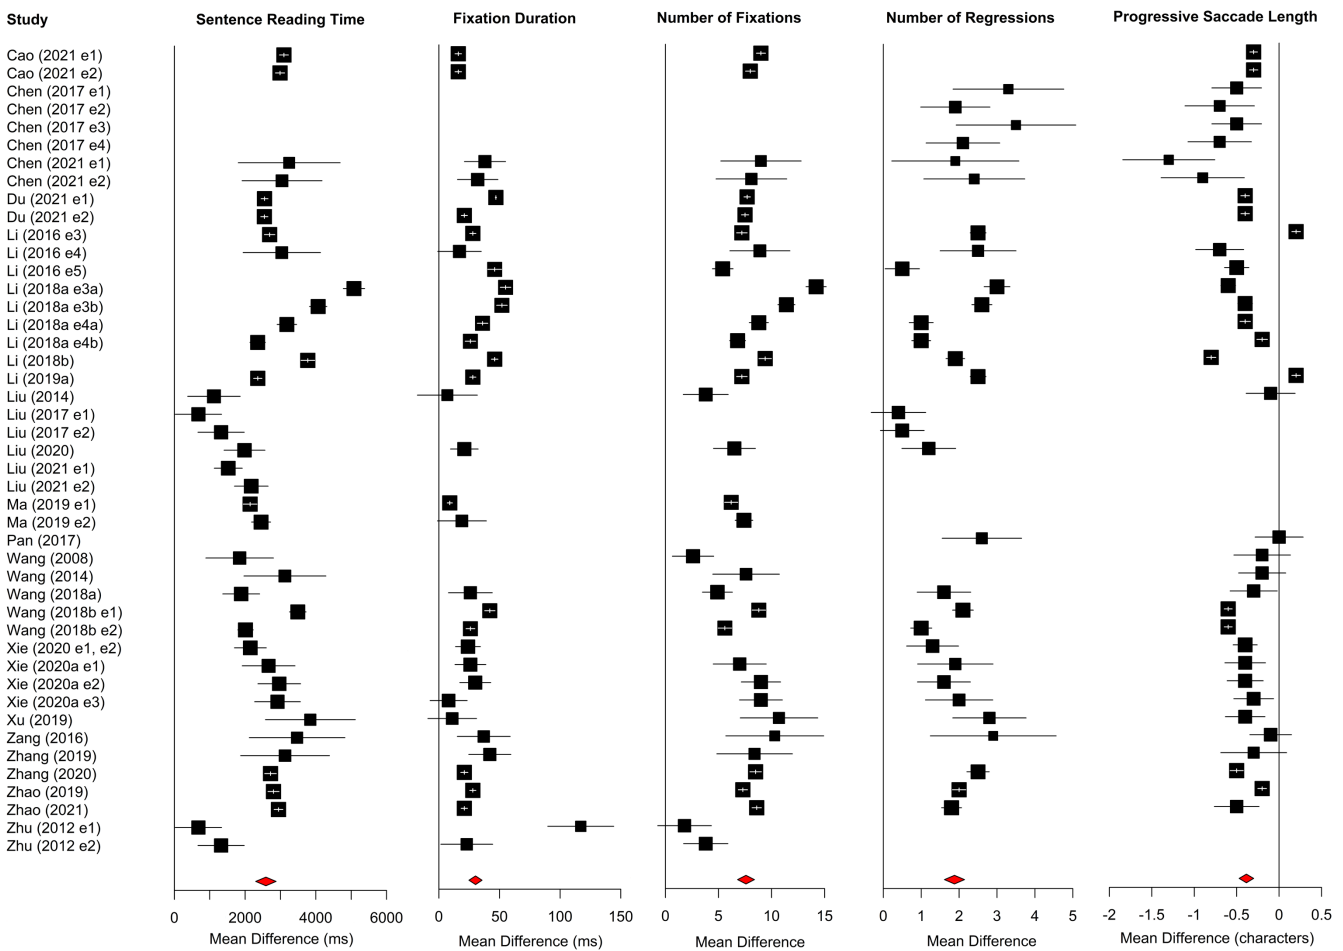 Study Sentence Reading Time Fixation Duration Number of Fixations Number of Regressions Progressive Saccade Length
Cao (2021 e1)
Cao (2021 e2)
Chen (2017 e1)
Chen (2017 e2)
Chen (2017 e3)
Chen (2017 e4)
Chen (2021 e1)
Chen (2021 e2)
Du (2021 e1)
Du (2021 e2)
Li (2016 e3)
Li (2016 e4)
Li (2016 e5)
Li (2018a e3a)
Li (2018a e3b)
Li (2018a e4a)
Li (2018a e4b)
Li (2018b)
Li (2019a)
Liu (2014)
Liu (2017 e1)
Liu (2017 e2)
Liu (2020)
Liu (2021 e1)
Liu (2021 e2)
Ma (2019 e1)
Ma (2019 e2)
Pan (2017)
Wang (2008)
Wang (2014)
Wang (2018a)
Wang (2018b e1)
Wang (2018b e2)
Xie (2020 e1, e2)
Xie (2020a e1)
Xie (2020a e2)
Xie (2020a e3)
Xu (2019)
Zang (2016)
Zhang (2019)
Zhang (2020)
Zhao (2019)
Zhao (2021)
Zhu (2012 e1)
Zhu (2012 e2)
0 2000 4000 6000 0 50 100 150 0 5 10 15 0 1 2 3 4 5 -2 -1 -0.5 0 0.5
Mean Difference (ms) Mean Difference (ms) Mean Difference Mean Difference Mean Difference (characters)